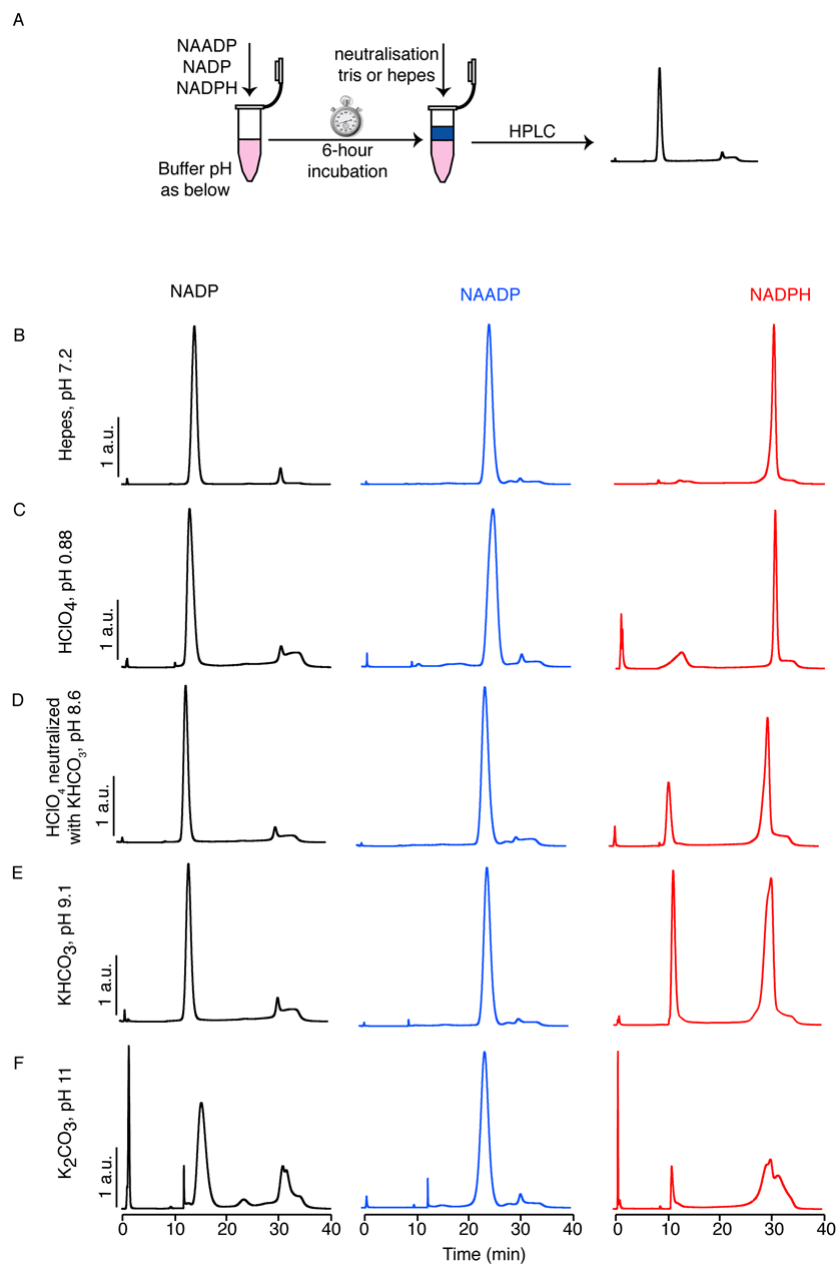 A
NAADP
NADP
NADPH
neutralisation
tris or hepes
Buffer pH
as below
6-hour
incubation
HPLC
NADP
NAADP
NADPH
B
Hepes, pH 7.2
1 a.u.
C
HClO4, pH 0.88
1 a.u.
D
HClO4 neutralized
with KHCO3, pH 8.6
1 a.u.
E
KHCO3, pH 9.1
1 a.u.
F
K2CO3, pH 11
1 a.u.
0 10 20 30 40
0 10 20 30 40
0 10 20 30 40
Time (min)